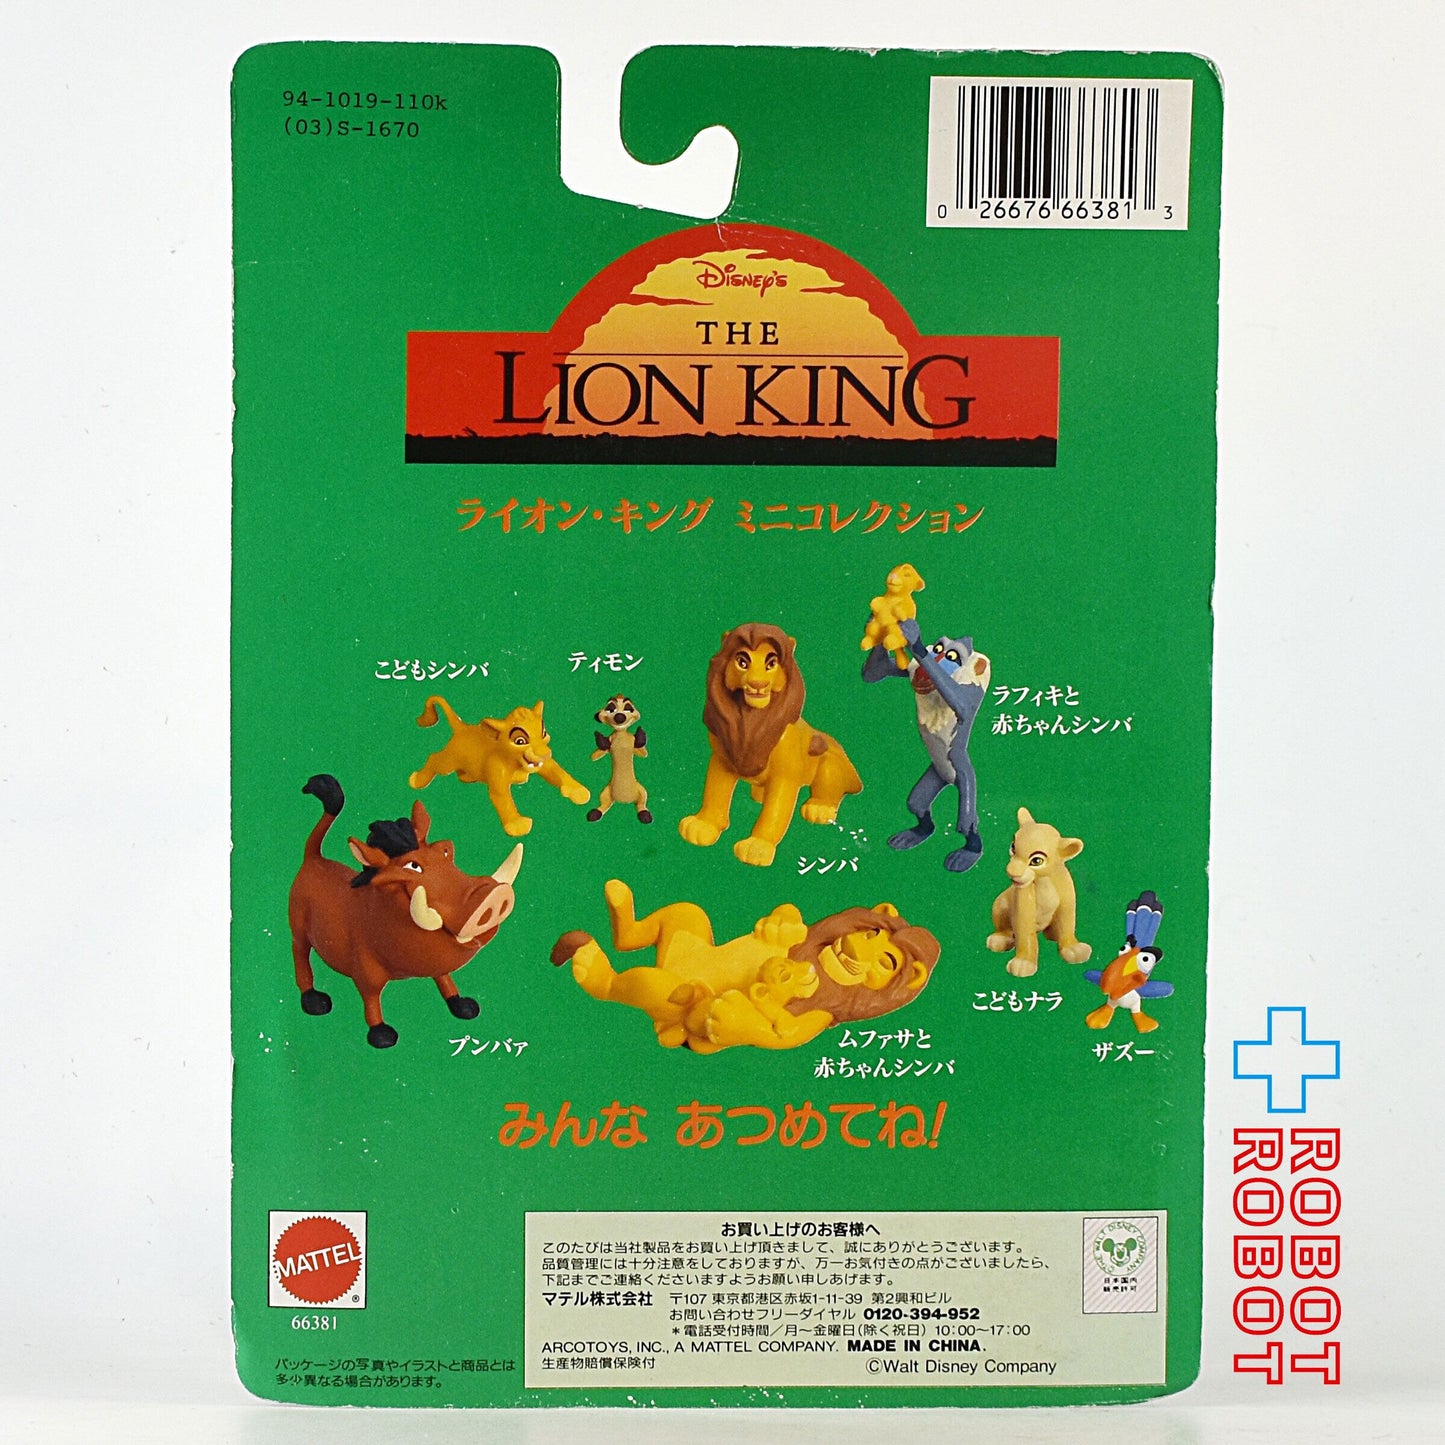 94-1019-110k
(03)S-1670
0 26676 66381 3
Disney's
THE
LION KING
ライオン・キング ミニコレクション
こどもシンバ
ティモン
シンバ
ラフィキと
赤ちゃんシンバ
プンバァ
ムファサと
赤ちゃんシンバ
こどもナラ
ザズー
みんな あつめてね!
MATTEL
®
66381
パッケージの写真やイラストと商品とは
多少異なる場合があります。
お買い上げのお客様へ
このたびは当社製品をお買い上げ頂きまして、誠にありがとうございます。
品質管理には十分注意をしておりますが、万一お気付きの点がございましたら、
下記までご連絡くださいますようお願い申しあげます。
マテル株式会社 〒107 東京都港区赤坂1-11-39 第2興和ビル
お問い合わせフリーダイヤル 0120-394-952
*電話受付時間/月〜金曜日(除く祝日) 10:00〜17:00
ARCOTOYS, INC., A MATTEL COMPANY. MADE IN CHINA.
生産物賠償保険付
©Walt Disney Company
©THE WALT DISNEY COMPANY
日本国内
販売許可
ROBOT
ROBOT